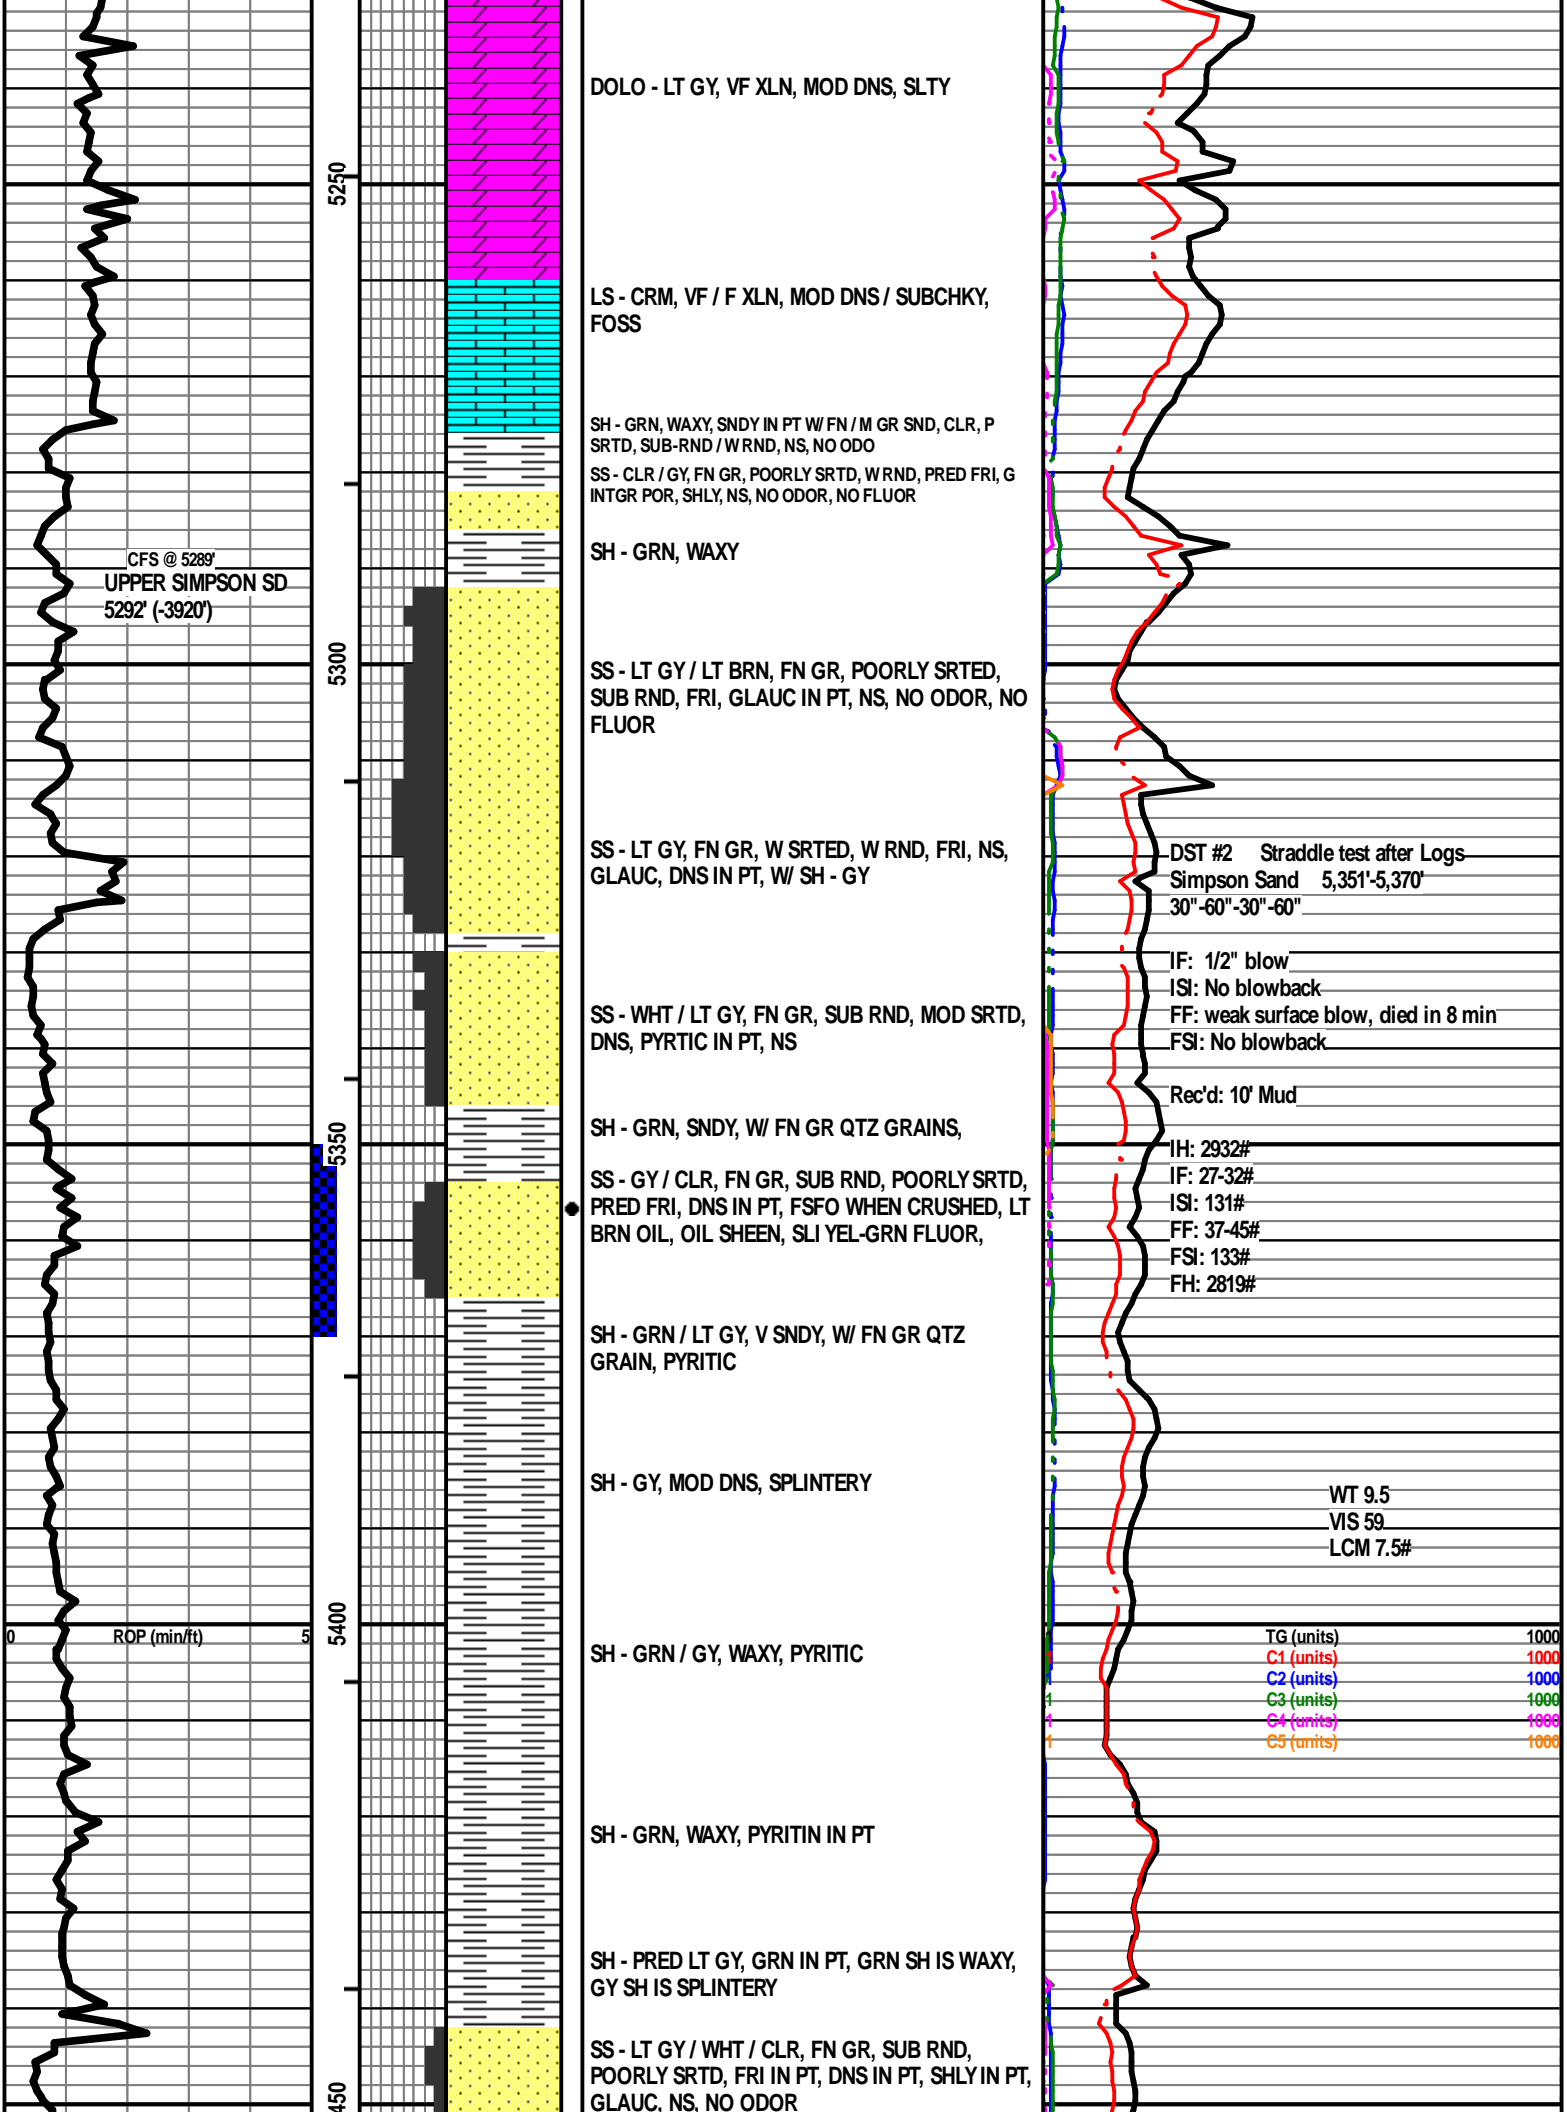 DOLO - LT GY, VF XLN, MOD DNS, SLTY
5250
LS - CRM, VF / F XLN, MOD DNS / SUBCHKY,
FOSS
SH - GRN, WAXY, SNDY IN PT W/ FN / M GR SND, CLR, P
SRTD, SUB-RND / W RND, NS, NO ODO
SS - CLR / GY, FN GR, POORLY SRTD, W RND, PRED FRI, G
INTGR POR, SHLY, NS, NO ODOR, NO FLUOR
SH - GRN, WAXY
CFS @ 5289'
UPPER SIMPSON SD
5292' (-3920')
5300
SS - LT GY / LT BRN, FN GR, POORLY SRTED,
SUB RND, FRI, GLAUC IN PT, NS, NO ODOR, NO
FLUOR
SS - LT GY, FN GR, W SRTED, W RND, FRI, NS,
GLAUC, DNS IN PT, W/ SH - GY
DST #2 Straddle test after Logs
Simpson Sand 5,351'-5,370'
30"-60"-30"-60"
IF: 1/2" blow
ISI: No blowback
FF: weak surface blow, died in 8 min
FSI: No blowback
Rec'd: 10' Mud
IH: 2932#
IF: 27-32#
ISI: 131#
FF: 37-45#
FSI: 133#
FH: 2819#
SS - WHT / LT GY, FN GR, SUB RND, MOD SRTD,
DNS, PYRTIC IN PT, NS
SH - GRN, SNDY, W/ FN GR QTZ GRAINS,
5350
SS - GY / CLR, FN GR, SUB RND, POORLY SRTD,
PRED FRI, DNS IN PT, FSFO WHEN CRUSHED, LT
BRN OIL, OIL SHEEN, SLI YEL-GRN FLUOR,
SH - GRN / LT GY, V SNDY, W/ FN GR QTZ
GRAIN, PYRITIC
SH - GY, MOD DNS, SPLINTERY
WT 9.5
VIS 59
LCM 7.5#
5400
0 ROP (min/ft) 5
SH - GRN / GY, WAXY, PYRITIC
TG (units) 1000
C1 (units) 1000
1 C2 (units) 1000
1 C3 (units) 1000
1 C4 (units) 1000
1 C5 (units) 1000
SH - GRN, WAXY, PYRITIN IN PT
SH - PRED LT GY, GRN IN PT, GRN SH IS WAXY,
GY SH IS SPLINTERY
SS - LT GY / WHT / CLR, FN GR, SUB RND,
POORLY SRTD, FRI IN PT, DNS IN PT, SHLY IN PT,
GLAUC, NS, NO ODOR
450